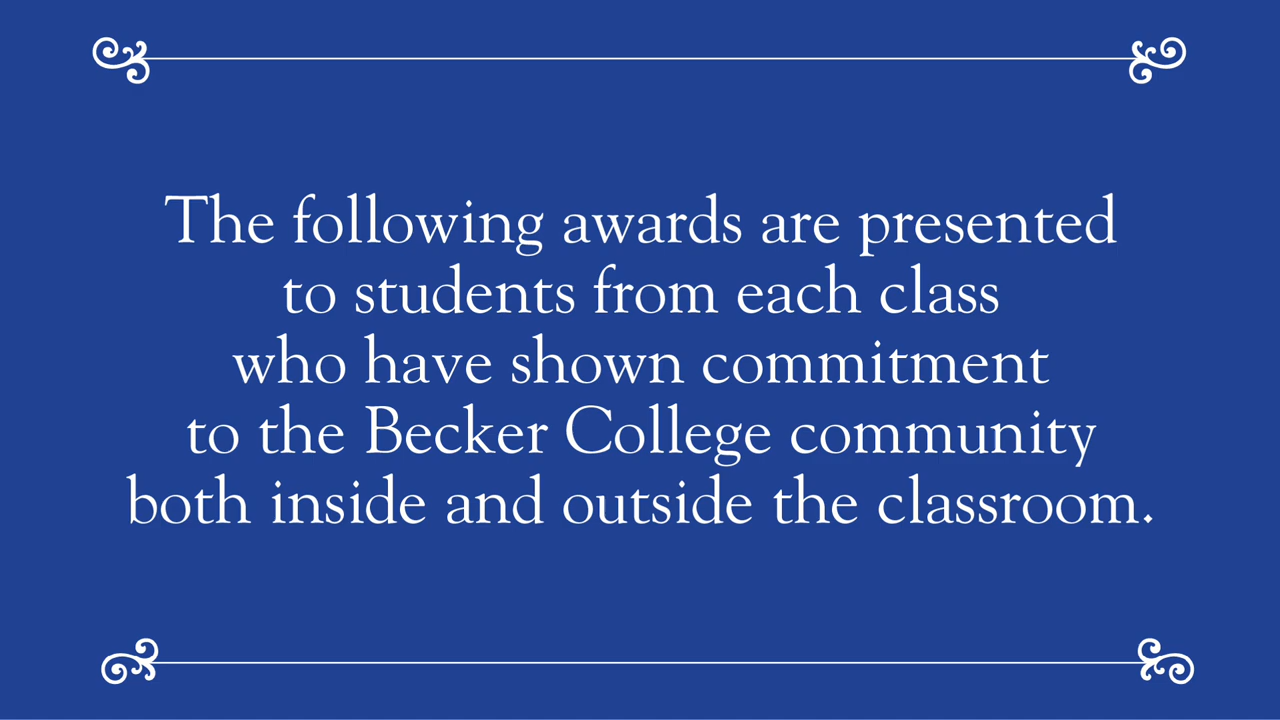 The following awards are presented
to students from each class
who have shown commitment
to the Becker College community
both inside and outside the classroom.